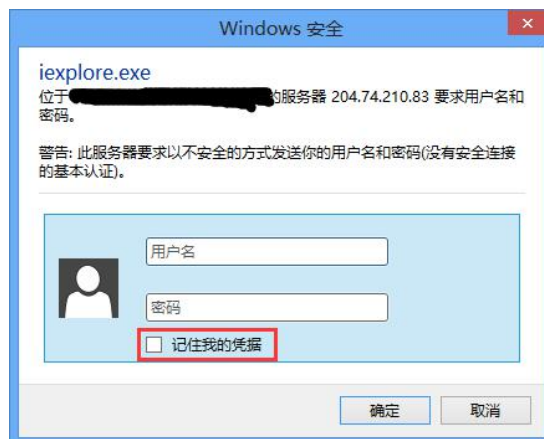 Windows 安全
iexplore.exe
位于 的服务器 204.74.210.83 要求用户名和
密码。
警告: 此服务器要求以不安全的方式发送你的用户名和密码(没有安全连接
的基本认证)。
用户名
密码
记住我的凭据
确定
取消